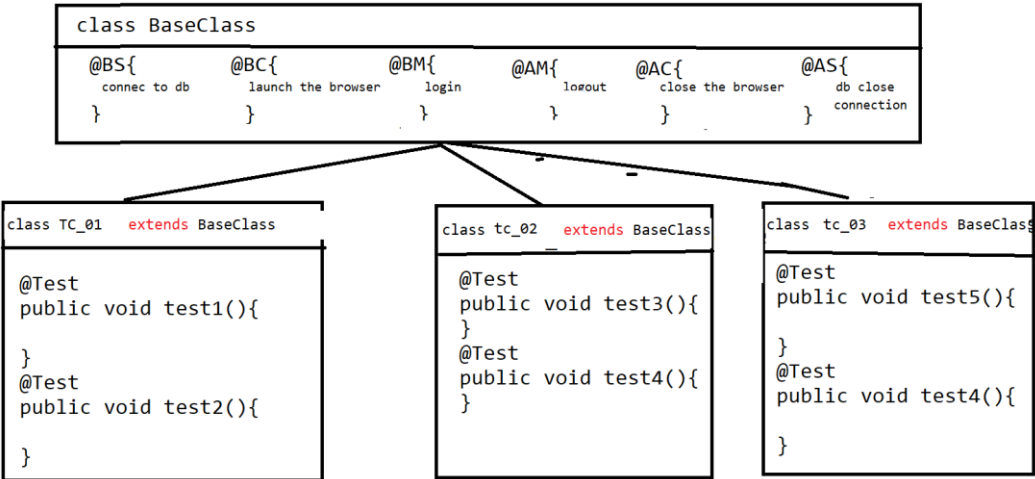 class BaseClass
@BS{ @BC{ @BM{ @AM{ @AC{ @AS{
connec to db launch the browser login logout close the browser db close
connection
} } } } } }
class TC_01 extends BaseClass
@Test
public void test1(){
}
@Test
public void test2(){
}
class tc_02 extends BaseClass
@Test
public void test3(){
}
@Test
public void test4(){
}
class tc_03 extends BaseClass
@Test
public void test5(){
}
@Test
public void test4(){
}